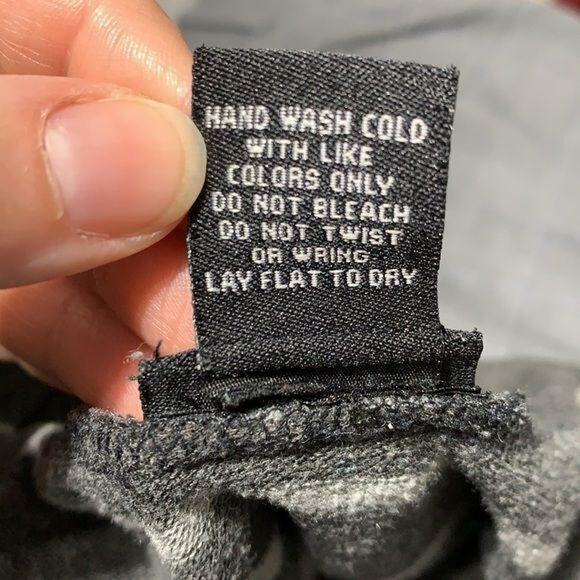 HAND WASH COLD
WITH LIKE
COLORS ONLY
DO NOT BLEACH
DO NOT TWIST
OR WRING
LAY FLAT TO DRY